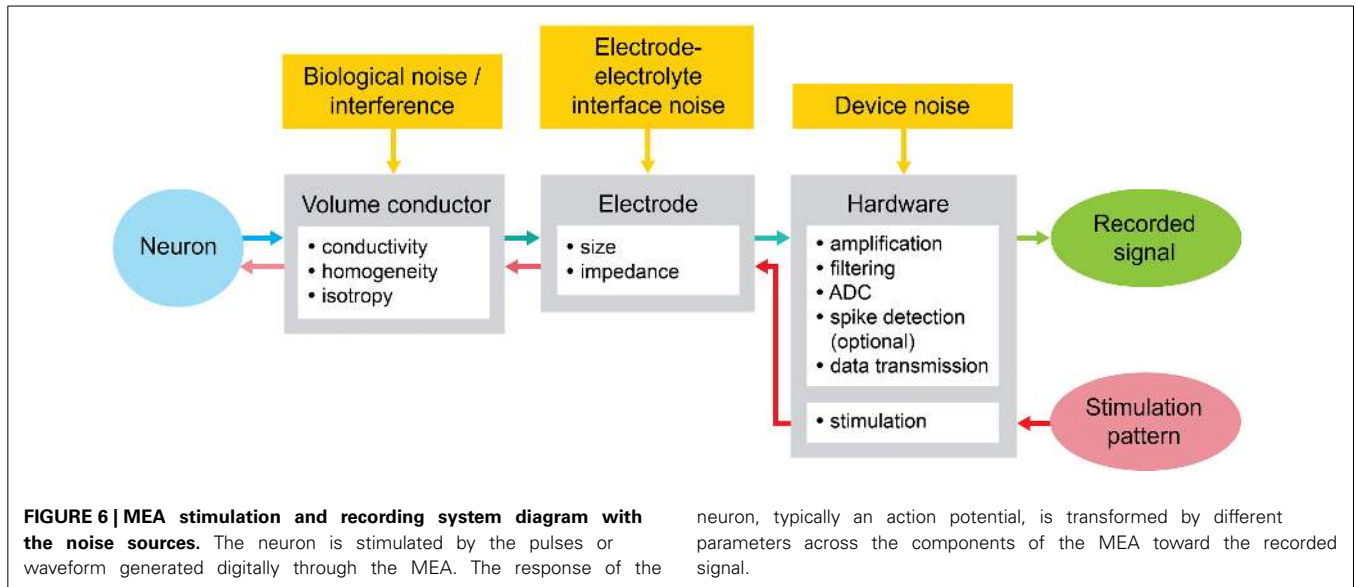 Biological noise /
interference
Electrode-
electrolyte
interface noise
Device noise
Neuron
Volume conductor
• conductivity
• homogeneity
• isotropy
Electrode
• size
• impedance
Hardware
• amplification
• filtering
• ADC
• spike detection
(optional)
• data transmission
• stimulation
Recorded
signal
Stimulation
pattern
FIGURE 6 | MEA stimulation and recording system diagram with
the noise sources. The neuron is stimulated by the pulses or
waveform generated digitally through the MEA. The response of the
neuron, typically an action potential, is transformed by different
parameters across the components of the MEA toward the recorded
signal.